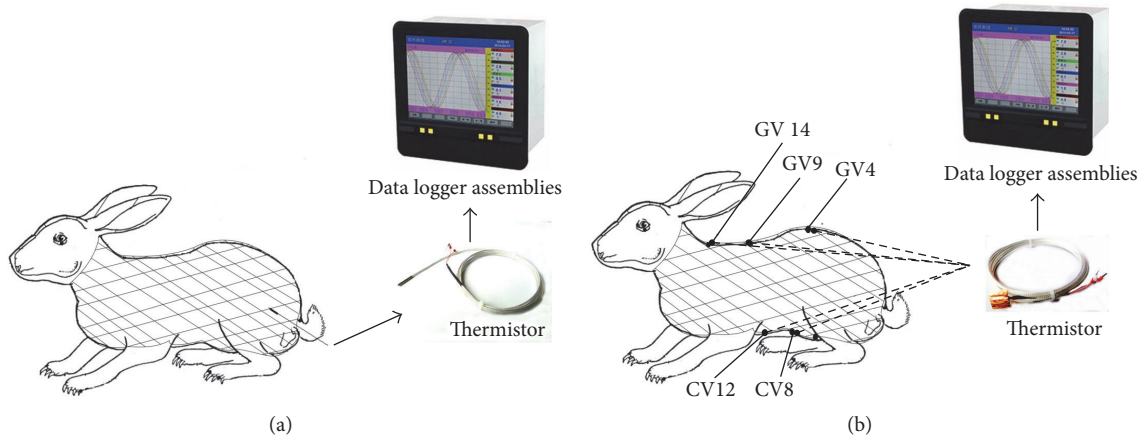 Data logger assemblies
Thermistor
(a)
GV 14
GV9
GV4
Data logger assemblies
Thermistor
CV12
CV8
(b)